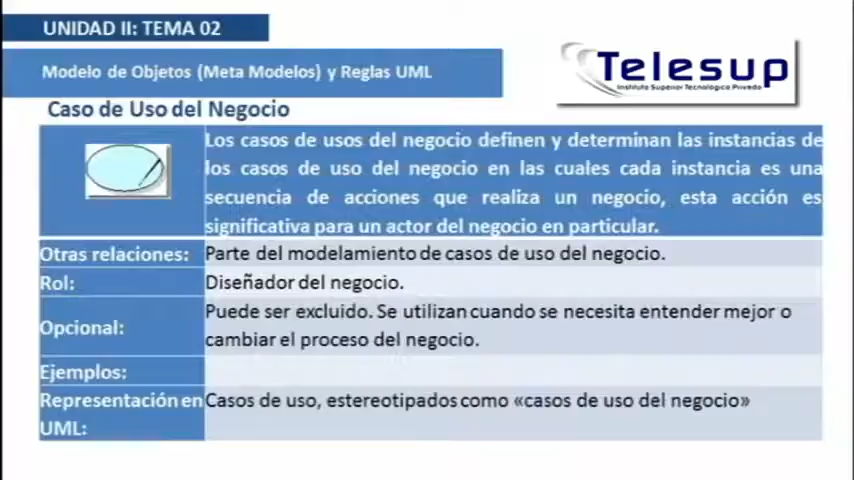 UNIDAD II: TEMA 02
Modelo de Objetos (Meta Modelos) y Reglas UML
Telesup
Instituto Superior Tecnológico Privado
Caso de Uso del Negocio
Los casos de usos del negocio definen y determinan las instancias de
los casos de uso del negocio en las cuales cada instancia es una
secuencia de acciones que realiza un negocio, esta acción es
significativa para un actor del negocio en particular.
Otras relaciones: Parte del modelamiento de casos de uso del negocio.
Rol: Diseñador del negocio.
Opcional: Puede ser excluido. Se utilizan cuando se necesita entender mejor o
cambiar el proceso del negocio.
Ejemplos:
Representación en Casos de uso, estereotipados como «casos de uso del negocio»
UML: